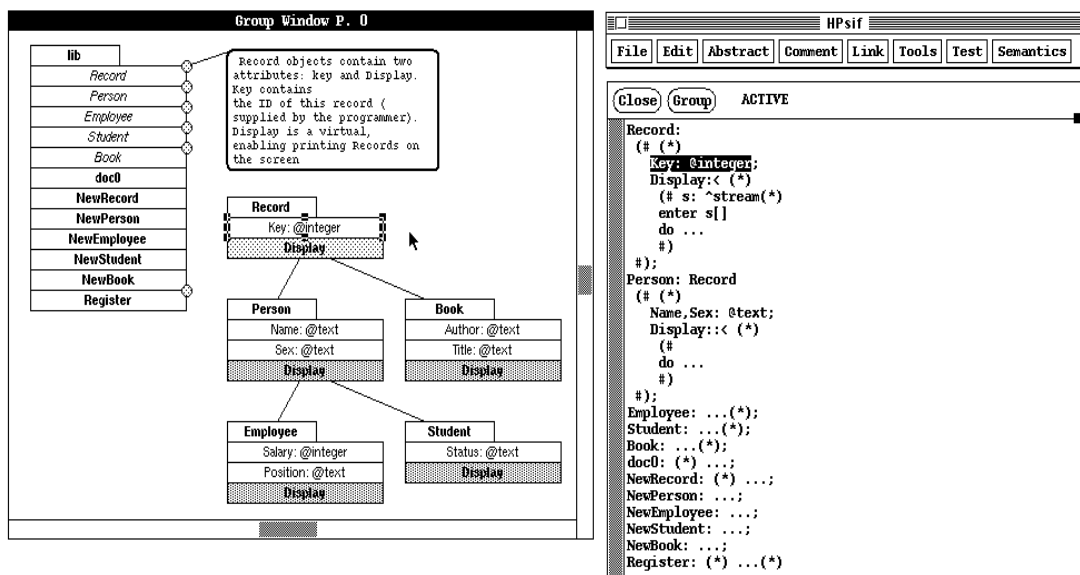 Group Window P. 0
lib
Record
Person
Employee
Student
Book
doc0
NewRecord
NewPerson
NewEmployee
NewStudent
NewBook
Register
Record objects contain two
attributes: key and Display.
Key contains
the ID of this record (
supplied by the programmer).
Display is a virtual,
enabling printing Records on
the screen
Record
Key: @integer
Display
Person
Name: @text
Sex: @text
Display
Book
Author: @text
Title: @text
Display
Employee
Salary: @integer
Position: @text
Display
Student
Status: @text
Display
HPsif
File Edit Abstract Comment Link Tools Test Semantics
Close Group ACTIVE
Record:
(# (*)
Key: @integer;
Display:< (*)
(# s: ^stream(*)
enter s[]
do ...
#)
#);
Person: Record
(# (*)
Name,Sex: @text;
Display::< (*)
(#
do ...
#)
#);
Employee: ...(*);
Student: ...(*);
Book: ...(*);
doc0: (*) ...;
NewRecord: (*) ...;
NewPerson: ...;
NewEmployee: ...;
NewStudent: ...;
NewBook: ...;
Register: (*) ...(*)